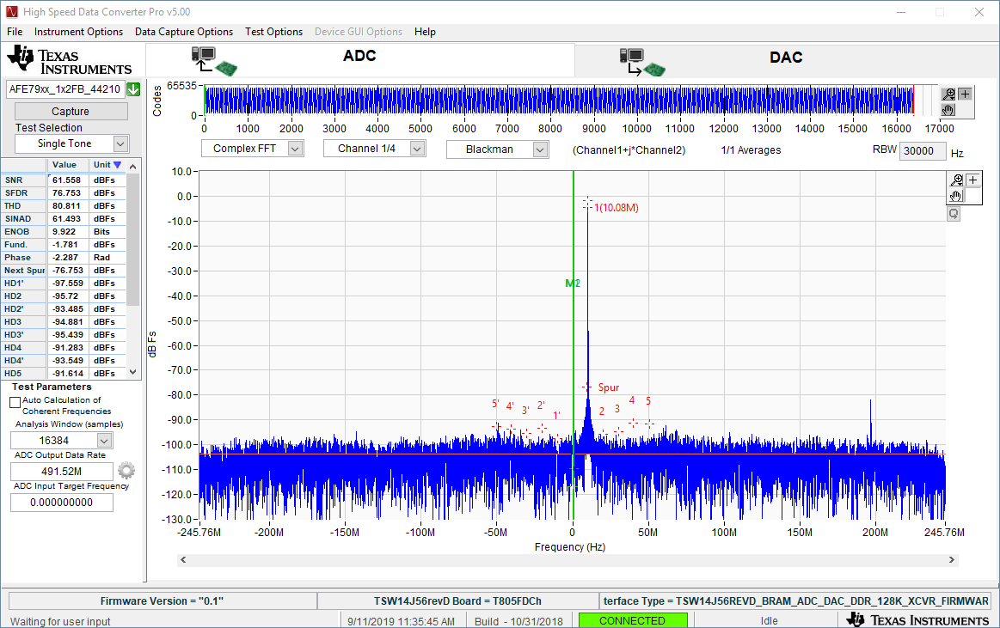 High Speed Data Converter Pro v5.00
File Instrument Options Data Capture Options Test Options Device GUI Options Help
TEXAS INSTRUMENTS
ADC
DAC
AFE79xx_1x2FB_44210
Capture
Test Selection
Single Tone
Value Unit
SNR 61.558 dBFs
SFDR 76.753 dBFs
THD 80.811 dBFs
SINAD 61.493 dBFs
ENOB 9.922 Bits
Fund. -1.781 dBFs
Phase -2.287 Rad
Next Spur -76.753 dBFs
HD1' -97.559 dBFs
HD2 -95.72 dBFs
HD2' -93.485 dBFs
HD3 -94.881 dBFs
HD3' -95.439 dBFs
HD4 -91.283 dBFs
HD4' -93.549 dBFs
HD5 -91.614 dBFs
Test Parameters
Auto Calculation of
Coherent Frequencies
Analysis Window (samples)
16384
ADC Output Data Rate
491.52M
ADC Input Target Frequency
0.000000000
Codes
65535
0
0 1000 2000 3000 4000 5000 6000 7000 8000 9000 10000 11000 12000 13000 14000 15000 16000 17000
Complex FFT Channel 1/4 Blackman (Channel1+j*Channel2) 1/1 Averages RBW 30000 Hz
dBFs
10.0
0.0
-10.0
-20.0
-30.0
-40.0
-50.0
-60.0
-70.0
-80.0
-90.0
-100.0
-110.0
-120.0
-130.0
1(10.08M)
Spur
5' 4' 3' 2' 1' 2 3 4 5
-245.76M -200M -150M -100M -50M 0 50M 100M 150M 200M 245.76M
Frequency (Hz)
Firmware Version = "0.1" TSW14J56revD Board = T805FDCh terface Type = TSW14J56REVD_BRAM_ADC_DAC_DDR_128K_XCVR_FIRMWAR
Waiting for user input 9/11/2019 11:35:45 AM Build - 10/31/2018 CONNECTED Idle TEXAS INSTRUMENTS